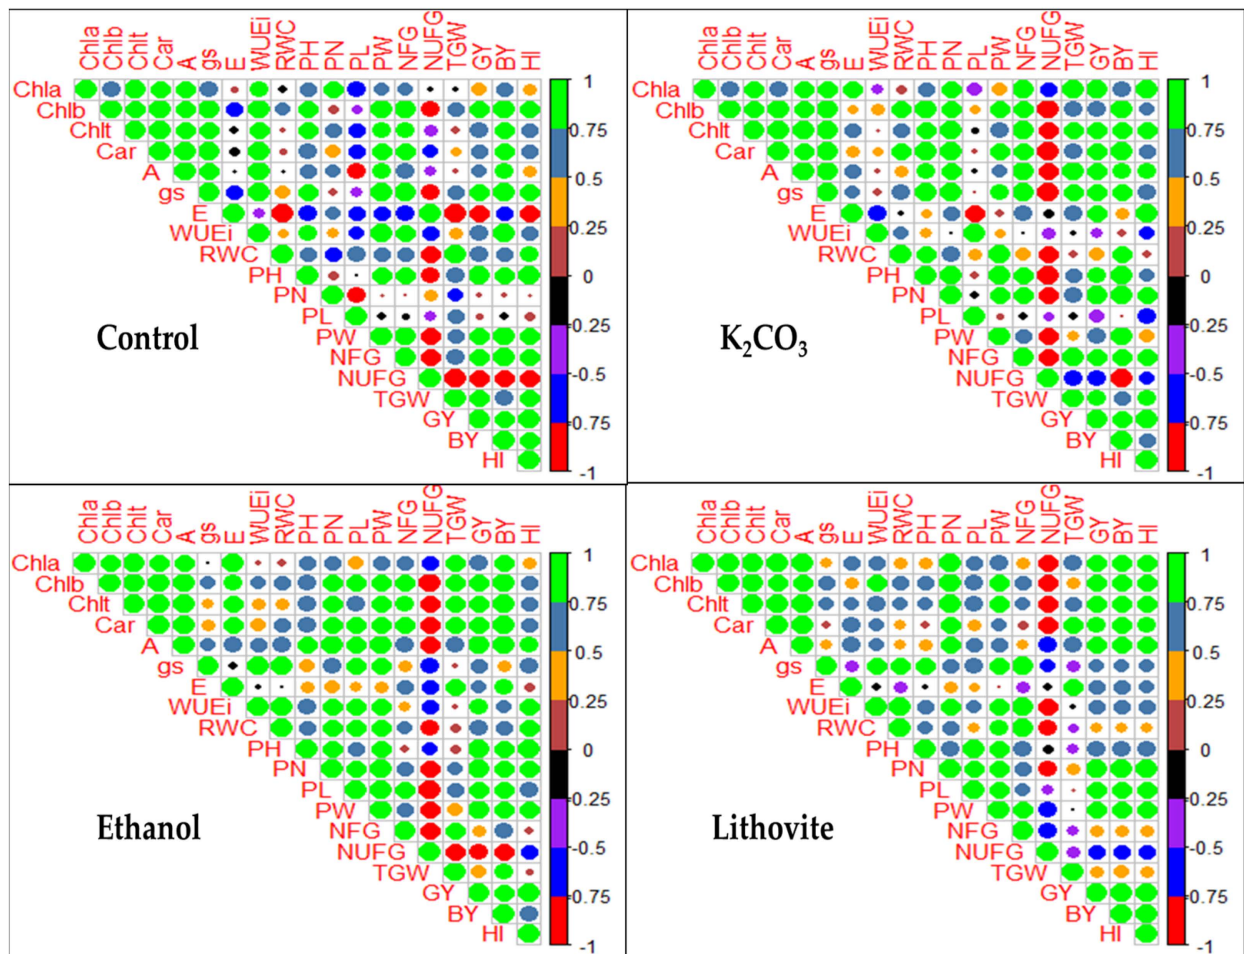 Chla Chlb Chlt Car A gs E WUEi RWC PH PN PL PW NFG NUFG TGW GY BY HI
Chla
Chlb
Chlt
Car
A
gs
E
WUEi
RWC
PH
PN
PL
PW
NFG
NUFG
TGW
GY
BY
HI
1
0.75
0.5
0.25
0
-0.25
-0.5
-0.75
-1
Control
Chla Chlb Chlt Car A gs E WUEi RWC PH PN PL PW NFG NUFG TGW GY BY HI
Chla
Chlb
Chlt
Car
A
gs
E
WUEi
RWC
PH
PN
PL
PW
NFG
NUFG
TGW
GY
BY
HI
1
0.75
0.5
0.25
0
-0.25
-0.5
-0.75
-1
K₂CO₃
Chla Chlb Chlt Car A gs E WUEi RWC PH PN PL PW NFG NUFG TGW GY BY HI
Chla
Chlb
Chlt
Car
A
gs
E
WUEi
RWC
PH
PN
PL
PW
NFG
NUFG
TGW
GY
BY
HI
1
0.75
0.5
0.25
0
-0.25
-0.5
-0.75
-1
Ethanol
Chla Chlb Chlt Car A gs E WUEi RWC PH PN PL PW NFG NUFG TGW GY BY HI
Chla
Chlb
Chlt
Car
A
gs
E
WUEi
RWC
PH
PN
PL
PW
NFG
NUFG
TGW
GY
BY
HI
1
0.75
0.5
0.25
0
-0.25
-0.5
-0.75
-1
Lithovite